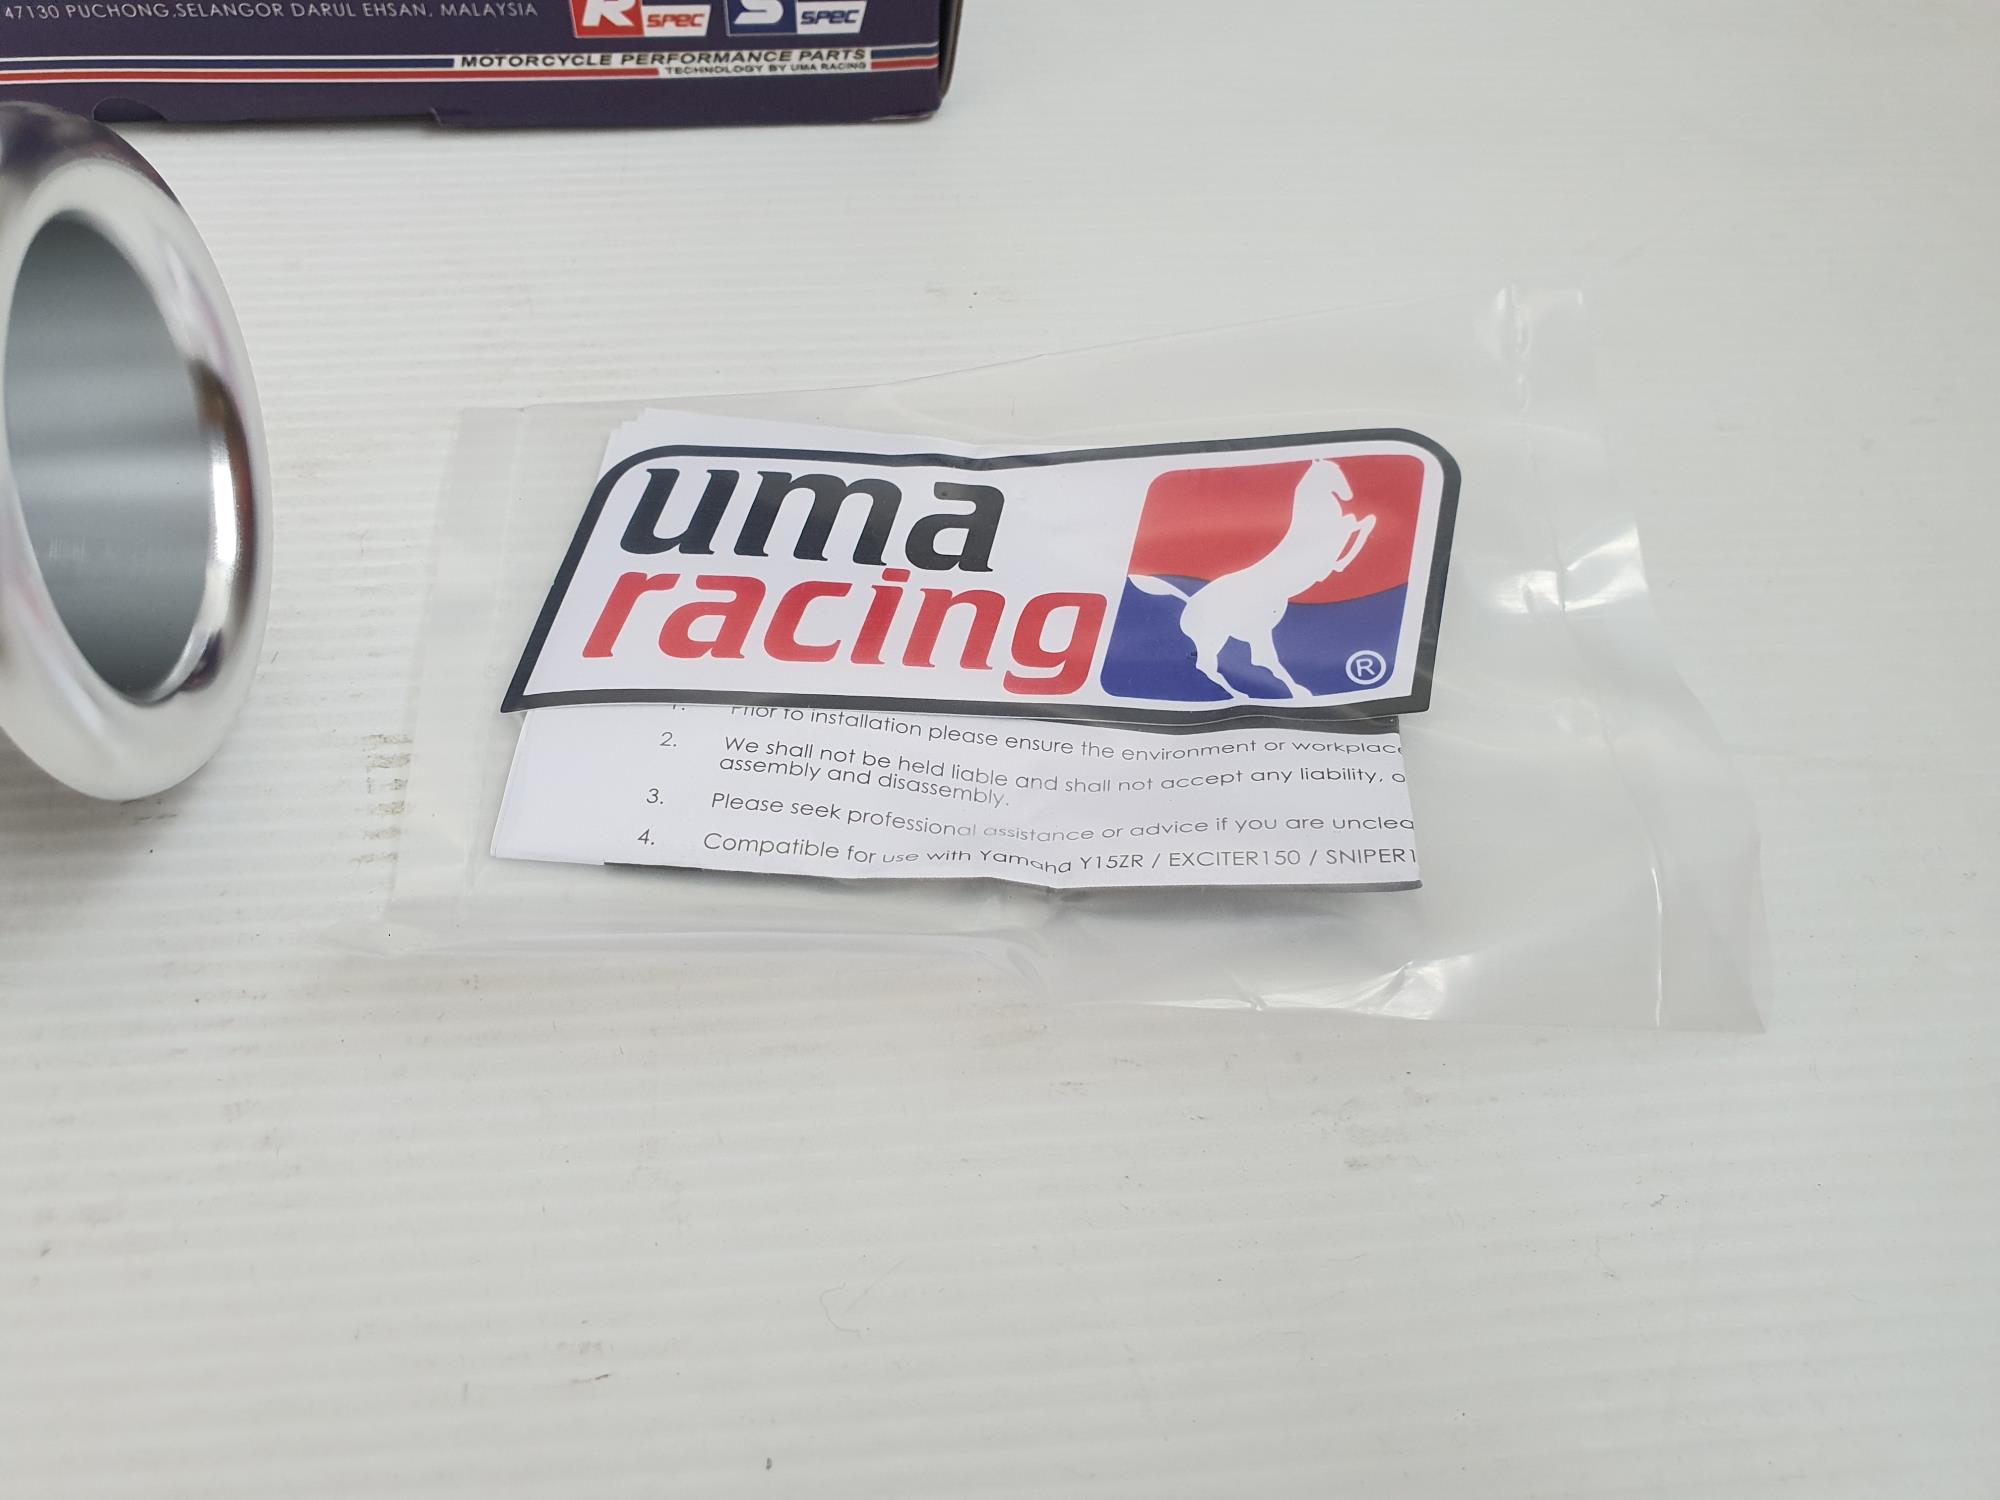 47130 PUCHONG,SELANGOR DARUL EHSAN, MALAYSIA
R SPEC
S SPEC
MOTORCYCLE PERFORMANCE PARTS
TECHNOLOGY BY UMA RACING
uma
racing
®
1. Prior to installation please ensure the environment or workplace
2. We shall not be held liable and shall not accept any liability, o
assembly and disassembly.
3. Please seek professional assistance or advice if you are unclea
4. Compatible for use with Yamaha Y15ZR / EXCITER150 / SNIPER1